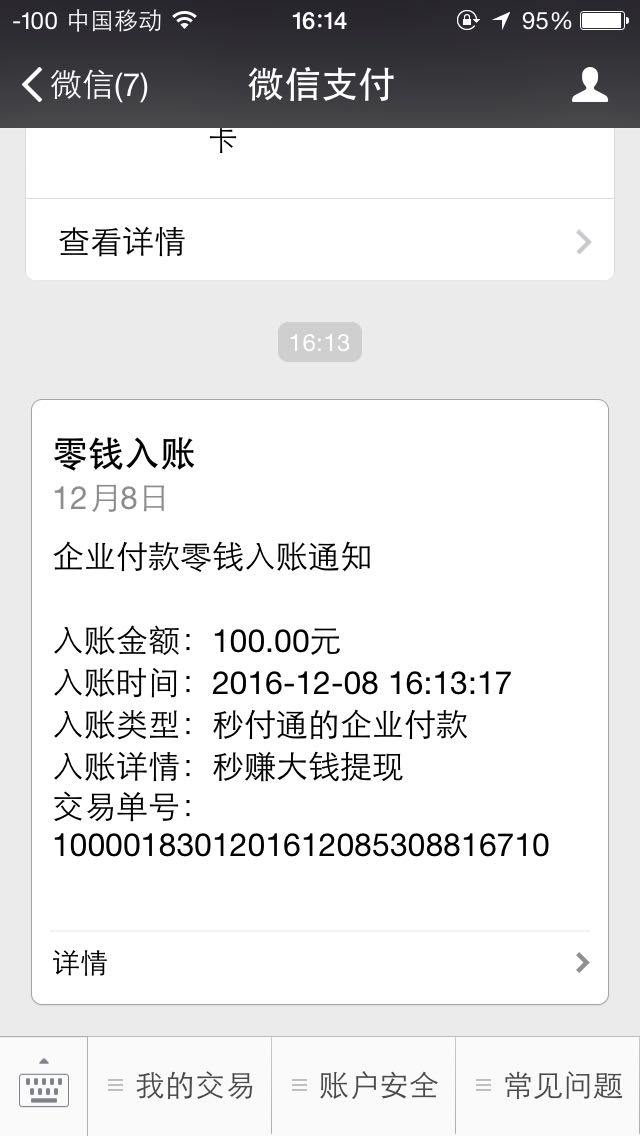 -100 中国移动 16:14 95%
微信(7) 微信支付
卡
查看详情
16:13
零钱入账
12月8日
企业付款零钱入账通知
入账金额：100.00元
入账时间：2016-12-08 16:13:17
入账类型：秒付通的企业付款
入账详情：秒赚大钱提现
交易单号：
1000018301201612085308816710
详情
我的交易 账户安全 常见问题